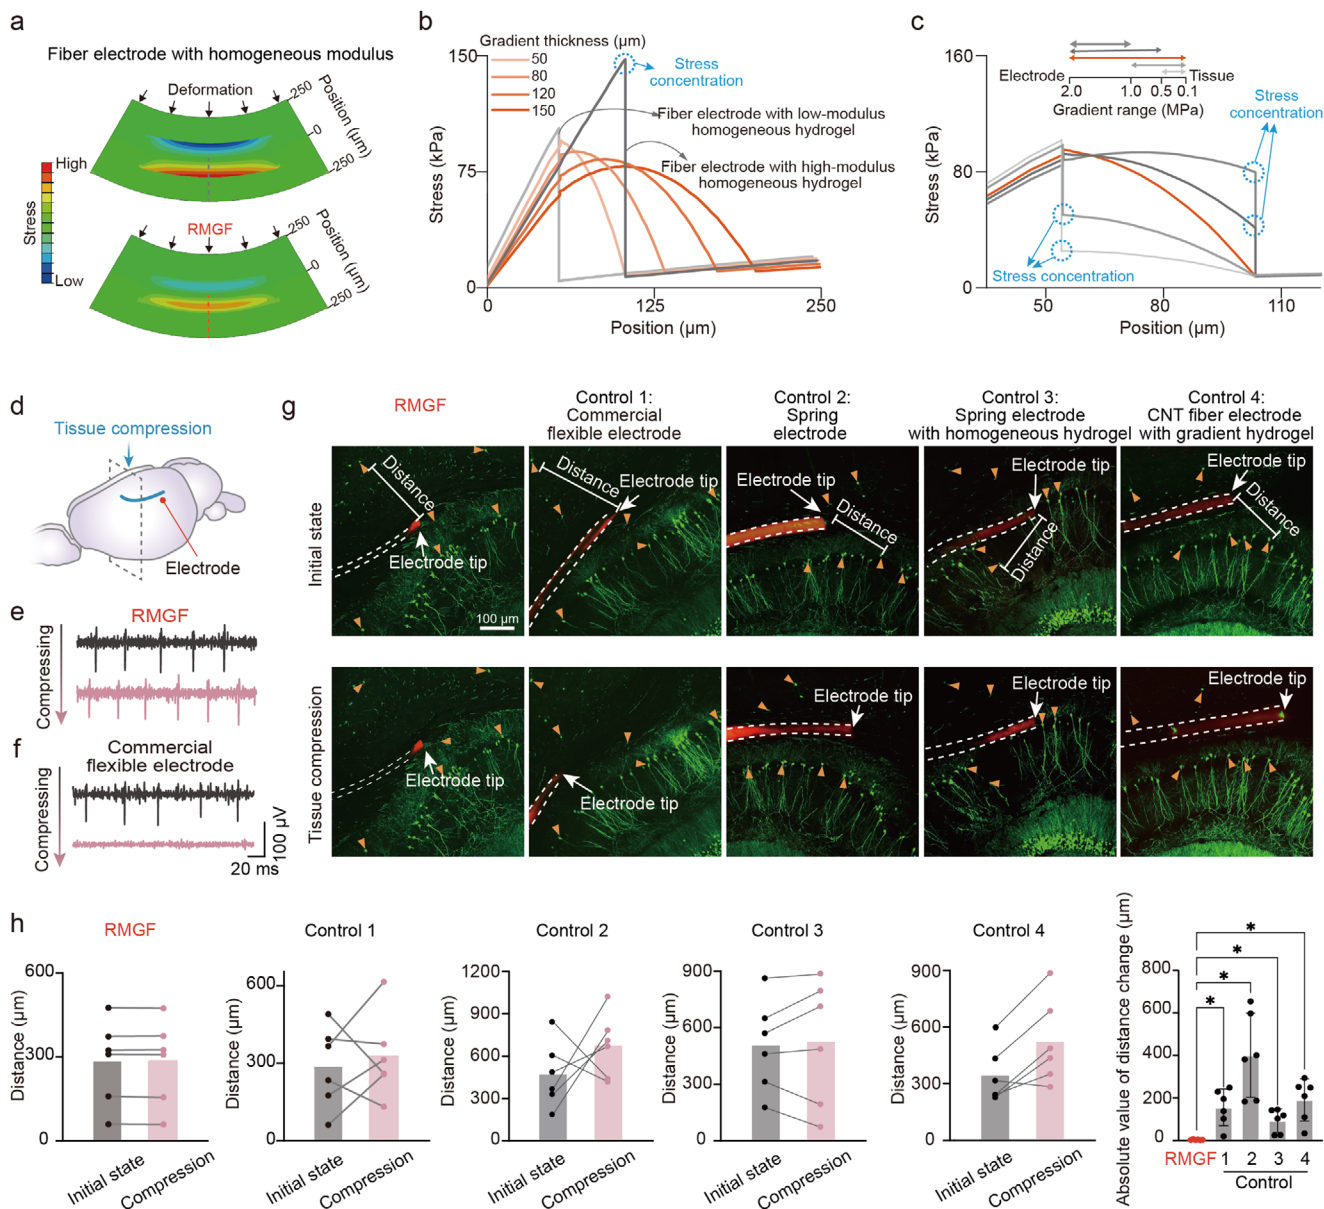 a
Fiber electrode with homogeneous modulus
Deformation
Position (μm)
-250
-0
-250
High
Stress
Low
RMGF
Position (μm)
-250
-0
-250
b
Gradient thickness (μm)
50
80
120
150
Stress
concentration
Fiber electrode with low-modulus
homogeneous hydrogel
Fiber electrode with high-modulus
homogeneous hydrogel
Stress (kPa)
150
75
0
0
125
250
Position (μm)
c
Electrode
Tissue
2.0
1.0
0.5
0.1
Gradient range (MPa)
Stress
concentration
Stress concentration
Stress (kPa)
160
80
0
50
80
110
Position (μm)
d
Tissue compression
Electrode
e
RMGF
Compressing
f
Commercial
flexible electrode
Compressing
100 μV
20 ms
g
RMGF
Control 1:
Commercial
flexible electrode
Control 2:
Spring
electrode
Control 3:
Spring electrode
with homogeneous hydrogel
Control 4:
CNT fiber electrode
with gradient hydrogel
Initial state
Distance
Electrode tip
100 μm
Distance
Electrode tip
Electrode tip
Distance
Electrode tip
Distance
Electrode tip
Distance
Tissue compression
Electrode tip
Electrode tip
Electrode tip
Electrode tip
Electrode tip
h
RMGF
Distance (μm)
600
300
0
Initial state
Compression
Control 1
Distance (μm)
600
300
0
Initial state
Compression
Control 2
Distance (μm)
1200
900
600
300
0
Initial state
Compression
Control 3
Distance (μm)
900
600
300
0
Initial state
Compression
Control 4
Distance (μm)
900
600
300
0
Initial state
Compression
Absolute value of distance change (μm)
800
600
400
200
0
*
*
*
*
RMGF
1
2
3
4
Control